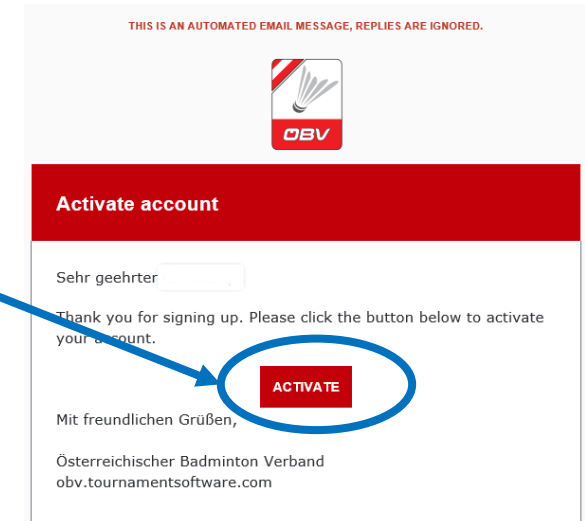 THIS IS AN AUTOMATED EMAIL MESSAGE, REPLIES ARE IGNORED.
ØBV
Activate account
Sehr geehrter
Thank you for signing up. Please click the button below to activate
your account.
ACTIVATE
Mit freundlichen Grüßen,
Österreichischer Badminton Verband
obv.tournamentsoftware.com